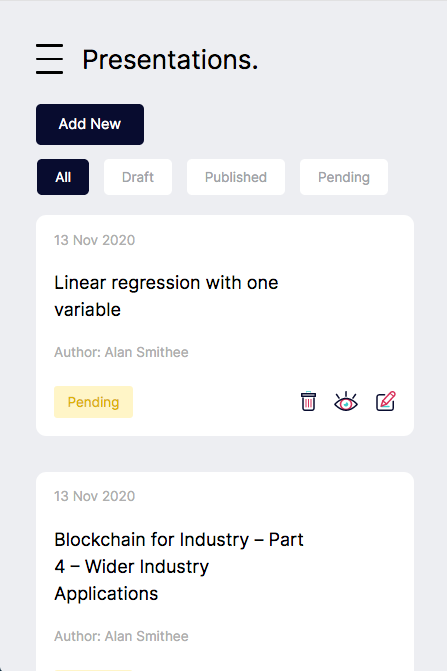 Presentations.
Add New
All
Draft
Published
Pending
13 Nov 2020
Linear regression with one
variable
Author: Alan Smithee
Pending
13 Nov 2020
Blockchain for Industry – Part
4 – Wider Industry
Applications
Author: Alan Smithee